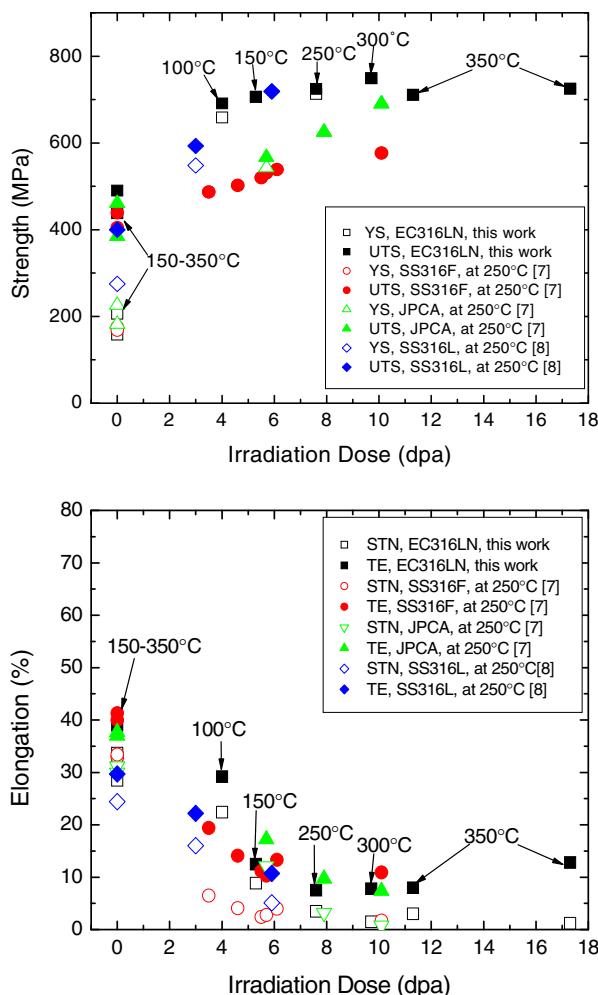 800
600
400
200
0
Strength (MPa)
100°C
150°C
250°C
300°C
350°C
150-350°C
YS, EC316LN, this work
UTS, EC316LN, this work
YS, SS316F, at 250°C [7]
UTS, SS316F, at 250°C [7]
YS, JPCA, at 250°C [7]
UTS, JPCA, at 250°C [7]
YS, SS316L, at 250°C [8]
UTS, SS316L, at 250°C [8]
0 2 4 6 8 10 12 14 16 18
Irradiation Dose (dpa)
80
70
60
50
40
30
20
10
0
Elongation (%)
STN, EC316LN, this work
TE, EC316LN, this work
STN, SS316F, at 250°C [7]
TE, SS316F, at 250°C [7]
STN, JPCA, at 250°C [7]
TE, JPCA, at 250°C [7]
STN, SS316L, at 250°C[8]
TE, SS316L, at 250°C [8]
150-350°C
100°C
150°C
250°C
300°C
350°C
0 2 4 6 8 10 12 14 16 18
Irradiation Dose (dpa)